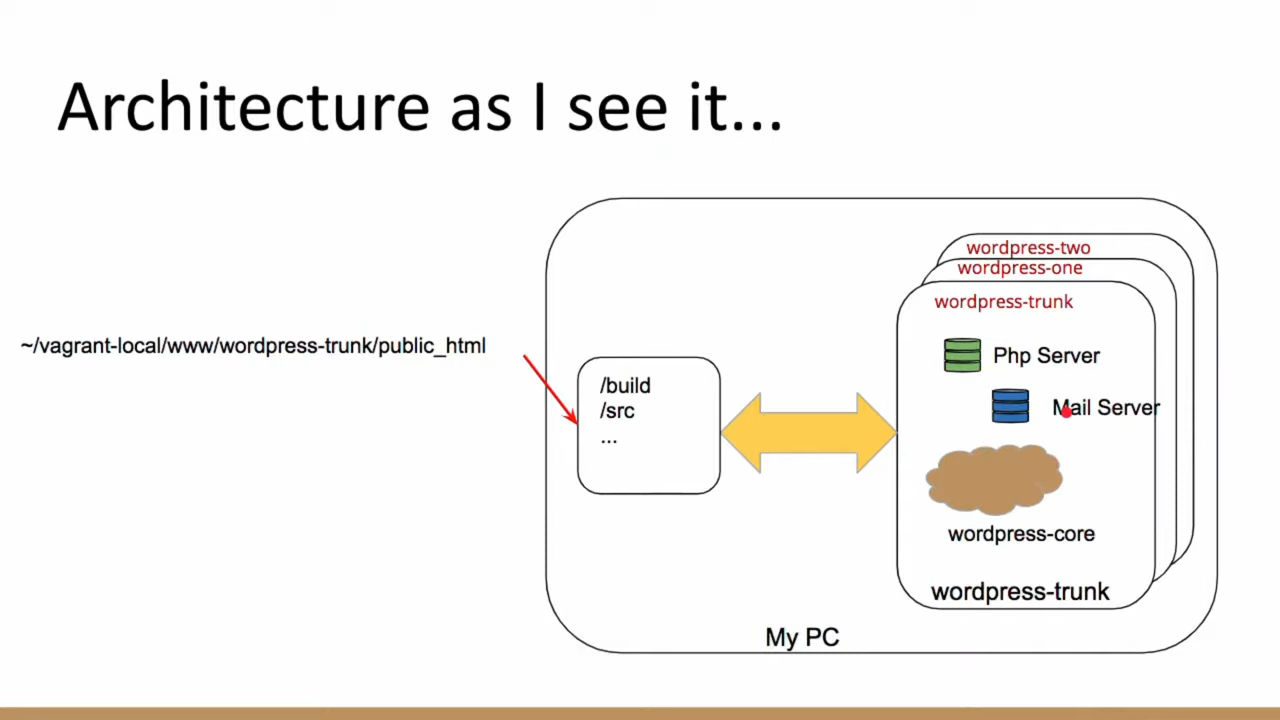 Architecture as I see it...
wordpress-two
wordpress-one
wordpress-trunk
~/vagrant-local/www/wordpress-trunk/public_html
Php Server
/build
/src
...
Mail Server
wordpress-core
wordpress-trunk
My PC